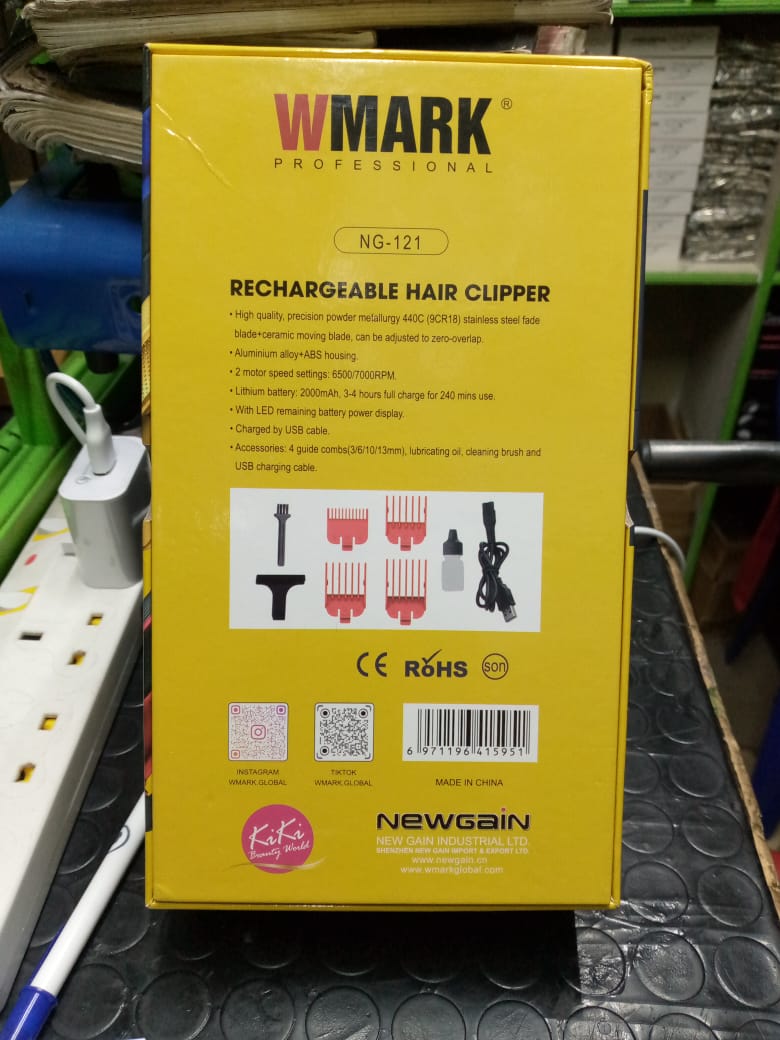 WMARK®
PROFESSIONAL
NG-121
RECHARGEABLE HAIR CLIPPER
• High quality, precision powder metallurgy 440C (9CR18) stainless steel fade
blade+ceramic moving blade, can be adjusted to zero-overlap.
• Aluminium alloy+ABS housing.
• 2 motor speed settings: 6500/7000RPM.
• Lithium battery: 2000mAh, 3-4 hours full charge for 240 mins use.
• With LED remaining battery power display.
• Charged by USB cable.
• Accessories: 4 guide combs(3/6/10/13mm), lubricating oil, cleaning brush and
USB charging cable.
CE RoHS son
6 971196 415951
INSTAGRAM
WMARK.GLOBAL
TIKTOK
WMARK.GLOBAL
MADE IN CHINA
KiKi
Beauty World
NEWGAIN
NEW GAIN INDUSTRIAL LTD.
SHENZHEN NEW GAIN IMPORT & EXPORT LTD.
www.newgain.cn
www.wmarkglobal.com